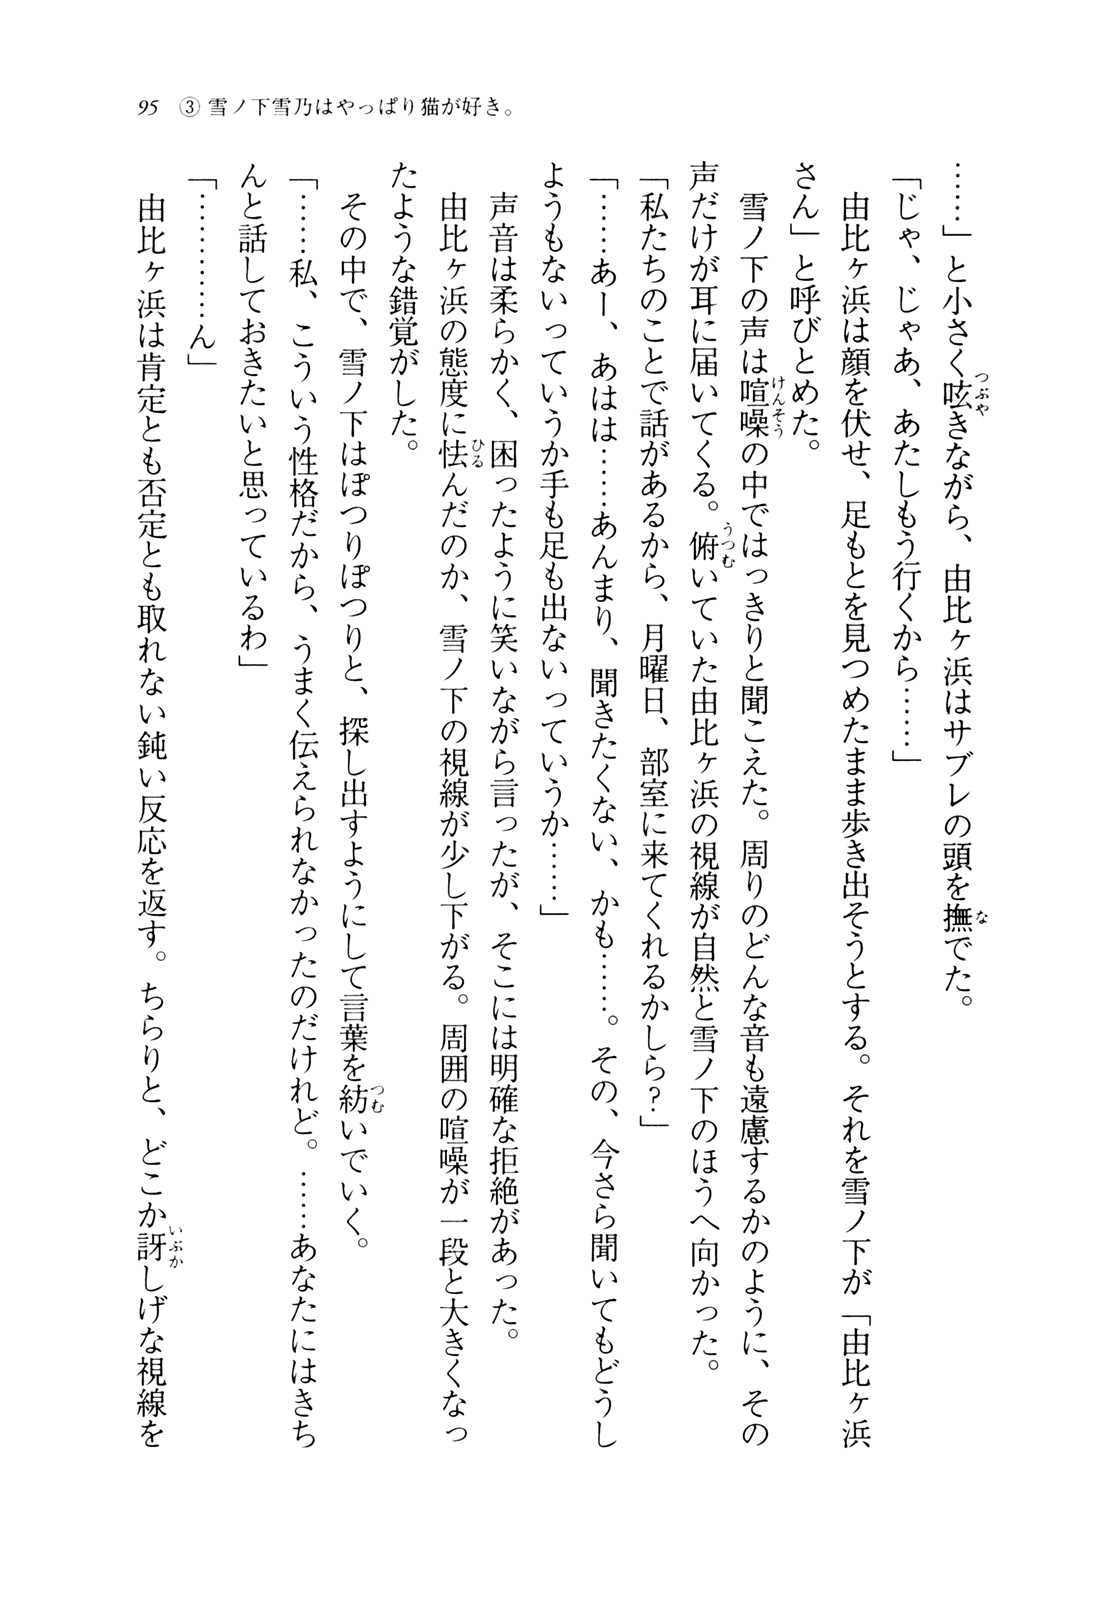 95　③ 雪ノ下雪乃はやっぱり猫が好き。
……」と小さく呟きながら、由比ヶ浜はサブレの頭を撫でた。
「じゃ、じゃあ、あたしもう行くから……」
　由比ヶ浜は顔を伏せ、足もとを見つめたまま歩き出そうとする。それを雪ノ下が「由比ヶ浜
さん」と呼びとめた。
　雪ノ下の声は喧噪の中ではっきりと聞こえた。周りのどんな音も遠慮するかのように、その
声だけが耳に届いてくる。俯いていた由比ヶ浜の視線が自然と雪ノ下のほうへ向かった。
「私たちのことで話があるから、月曜日、部室に来てくれるかしら？」
「……あー、あはは……あんまり、聞きたくない、かも……。その、今さら聞いてもどうし
ようもないっていうか手も足も出ないっていうか……」
　声音は柔らかく、困ったように笑いながら言ったが、そこには明確な拒絶があった。
　由比ヶ浜の態度に怯んだのか、雪ノ下の視線が少し下がる。周囲の喧噪が一段と大きくなっ
たような錯覚がした。
　その中で、雪ノ下はぽつりぽつりと、探し出すようにして言葉を紡いでいく。
「……私、こういう性格だから、うまく伝えられなかったのだけれど。……あなたにはきち
んと話しておきたいと思っているわ」
「…………ん」
　由比ヶ浜は肯定とも否定とも取れない鈍い反応を返す。ちらりと、どこか訝しげな視線を